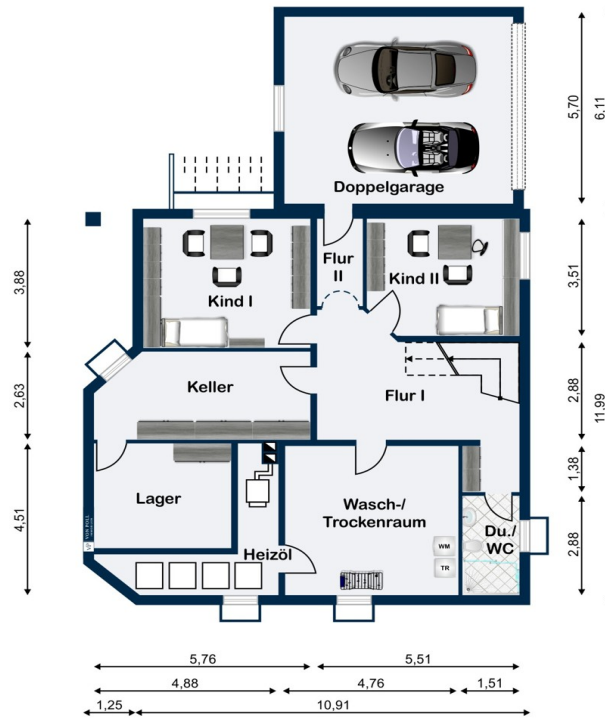 Doppelgarage
5,70
6.11
Flur
II
Kind I
Kind II
3,88
3,51
Keller
Flur I
2,63
2,88
11.99
Lager
Heizöl
Wasch-/
Trockenraum
WM
TR
Du./
WC
4,51
1,38
2,88
VON POLL
5,76
5,51
4,88
4,76
1,51
1,25
10,91